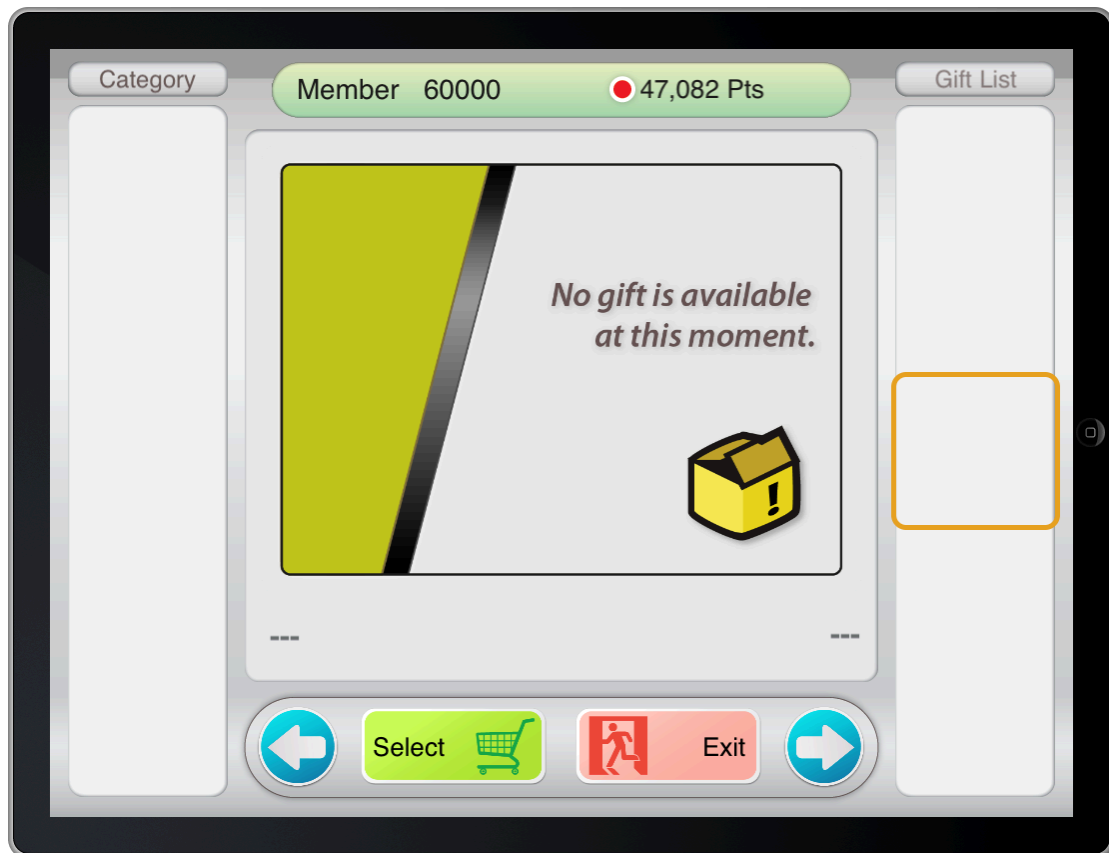 Category
Member 60000
47,082 Pts
Gift List
No gift is available
at this moment.
!
---
---
Select
Exit